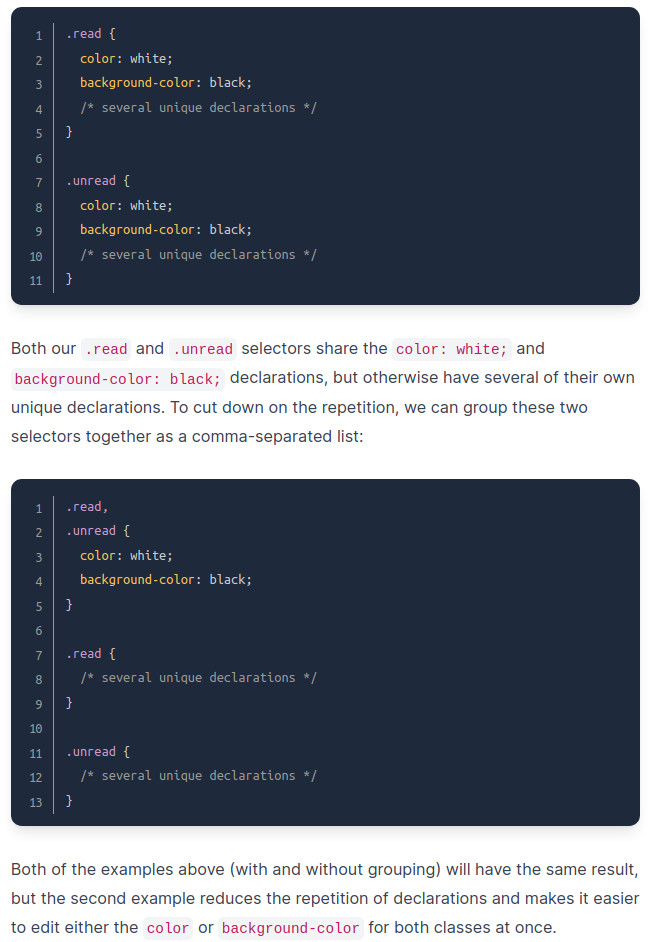 1 .read {
2   color: white;
3   background-color: black;
4   /* several unique declarations */
5 }
6
7 .unread {
8   color: white;
9   background-color: black;
10   /* several unique declarations */
11 }
Both our .read and .unread selectors share the color: white; and
background-color: black; declarations, but otherwise have several of their own
unique declarations. To cut down on the repetition, we can group these two
selectors together as a comma-separated list:
1 .read,
2 .unread {
3   color: white;
4   background-color: black;
5 }
6
7 .read {
8   /* several unique declarations */
9 }
10
11 .unread {
12   /* several unique declarations */
13 }
Both of the examples above (with and without grouping) will have the same result,
but the second example reduces the repetition of declarations and makes it easier
to edit either the color or background-color for both classes at once.